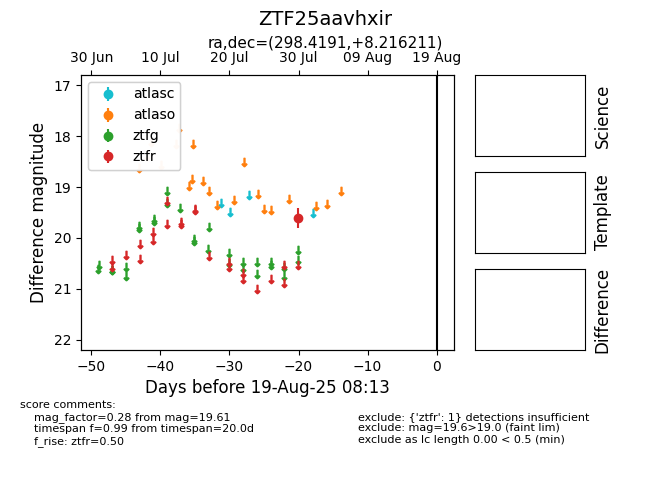 ZTF25aavhxir
ra,dec=(298.4191,+8.216211)
30 Jun 10 Jul 20 Jul 30 Jul 09 Aug 19 Aug
17
18
19
20
21
22
Difference magnitude
atlasc
atlaso
ztfg
ztfr
−50 −40 −30 −20 −10 0
Days before 19-Aug-25 08:13
Science
Template
Difference
score comments:
mag_factor=0.28 from mag=19.61
timespan f=0.99 from timespan=20.0d
f_rise: ztfr=0.50
exclude: {'ztfr': 1} detections insufficient
exclude: mag=19.6>19.0 (faint lim)
exclude as lc length 0.00 < 0.5 (min)